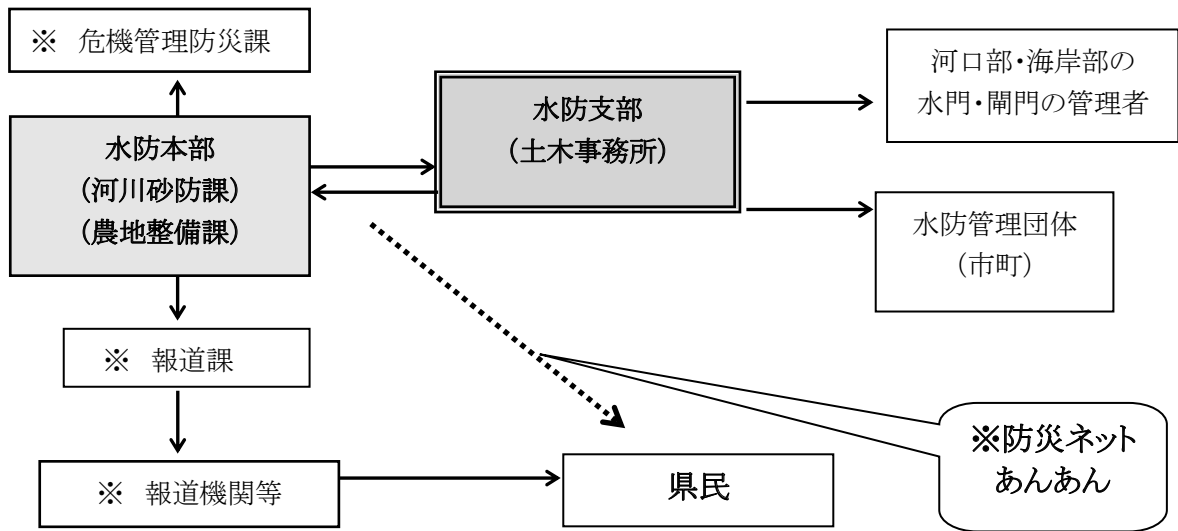 ※ 危機管理防災課
水防本部
(河川砂防課)
(農地整備課)
水防支部
(土木事務所)
河口部・海岸部の
水門・閘門の管理者
水防管理団体
(市町)
※ 報道課
※ 報道機関等
県民
※防災ネット
あんあん